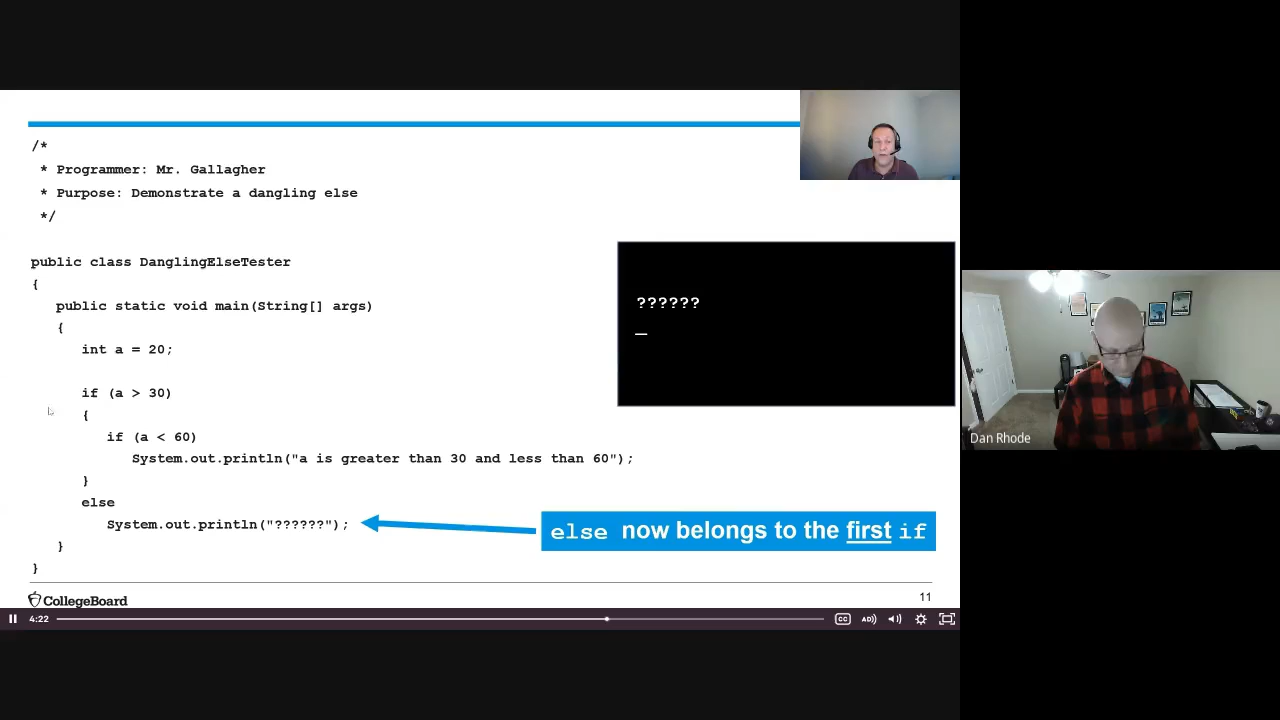 /*
* Programmer: Mr. Gallagher
* Purpose: Demonstrate a dangling else
*/
public class DanglingElseTester
{
public static void main(String[] args)
{
int a = 20;
if (a > 30)
{
if (a < 60)
System.out.println("a is greater than 30 and less than 60");
}
else
System.out.println("??????");
}
}
??????
_
else now belongs to the first if
CollegeBoard
11
4:22
CC
AD
Dan Rhode